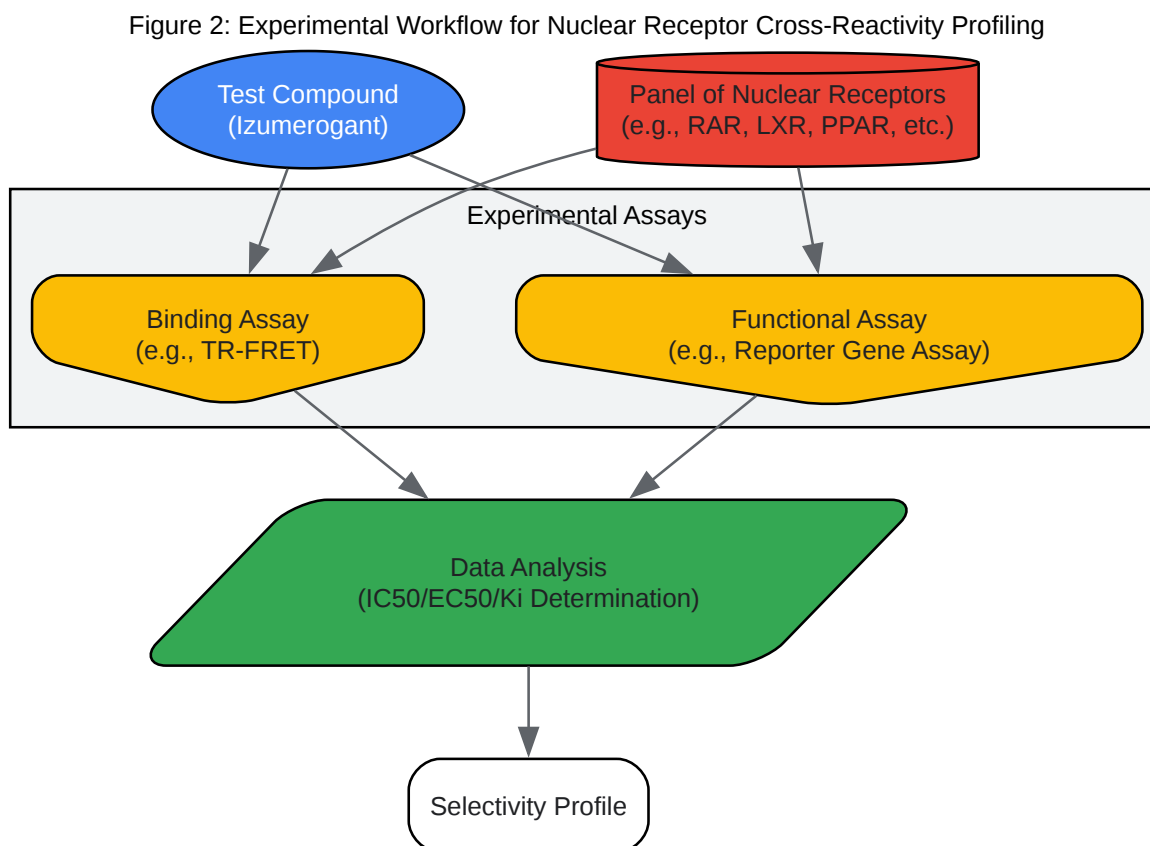 Figure 2: Experimental Workflow for Nuclear Receptor Cross-Reactivity Profiling
Test Compound
(Izumerogant)
Panel of Nuclear Receptors
(e.g., RAR, LXR, PPAR, etc.)
Experimental Assays
Binding Assay
(e.g., TR-FRET)
Functional Assay
(e.g., Reporter Gene Assay)
Data Analysis
(IC50/EC50/Ki Determination)
Selectivity Profile